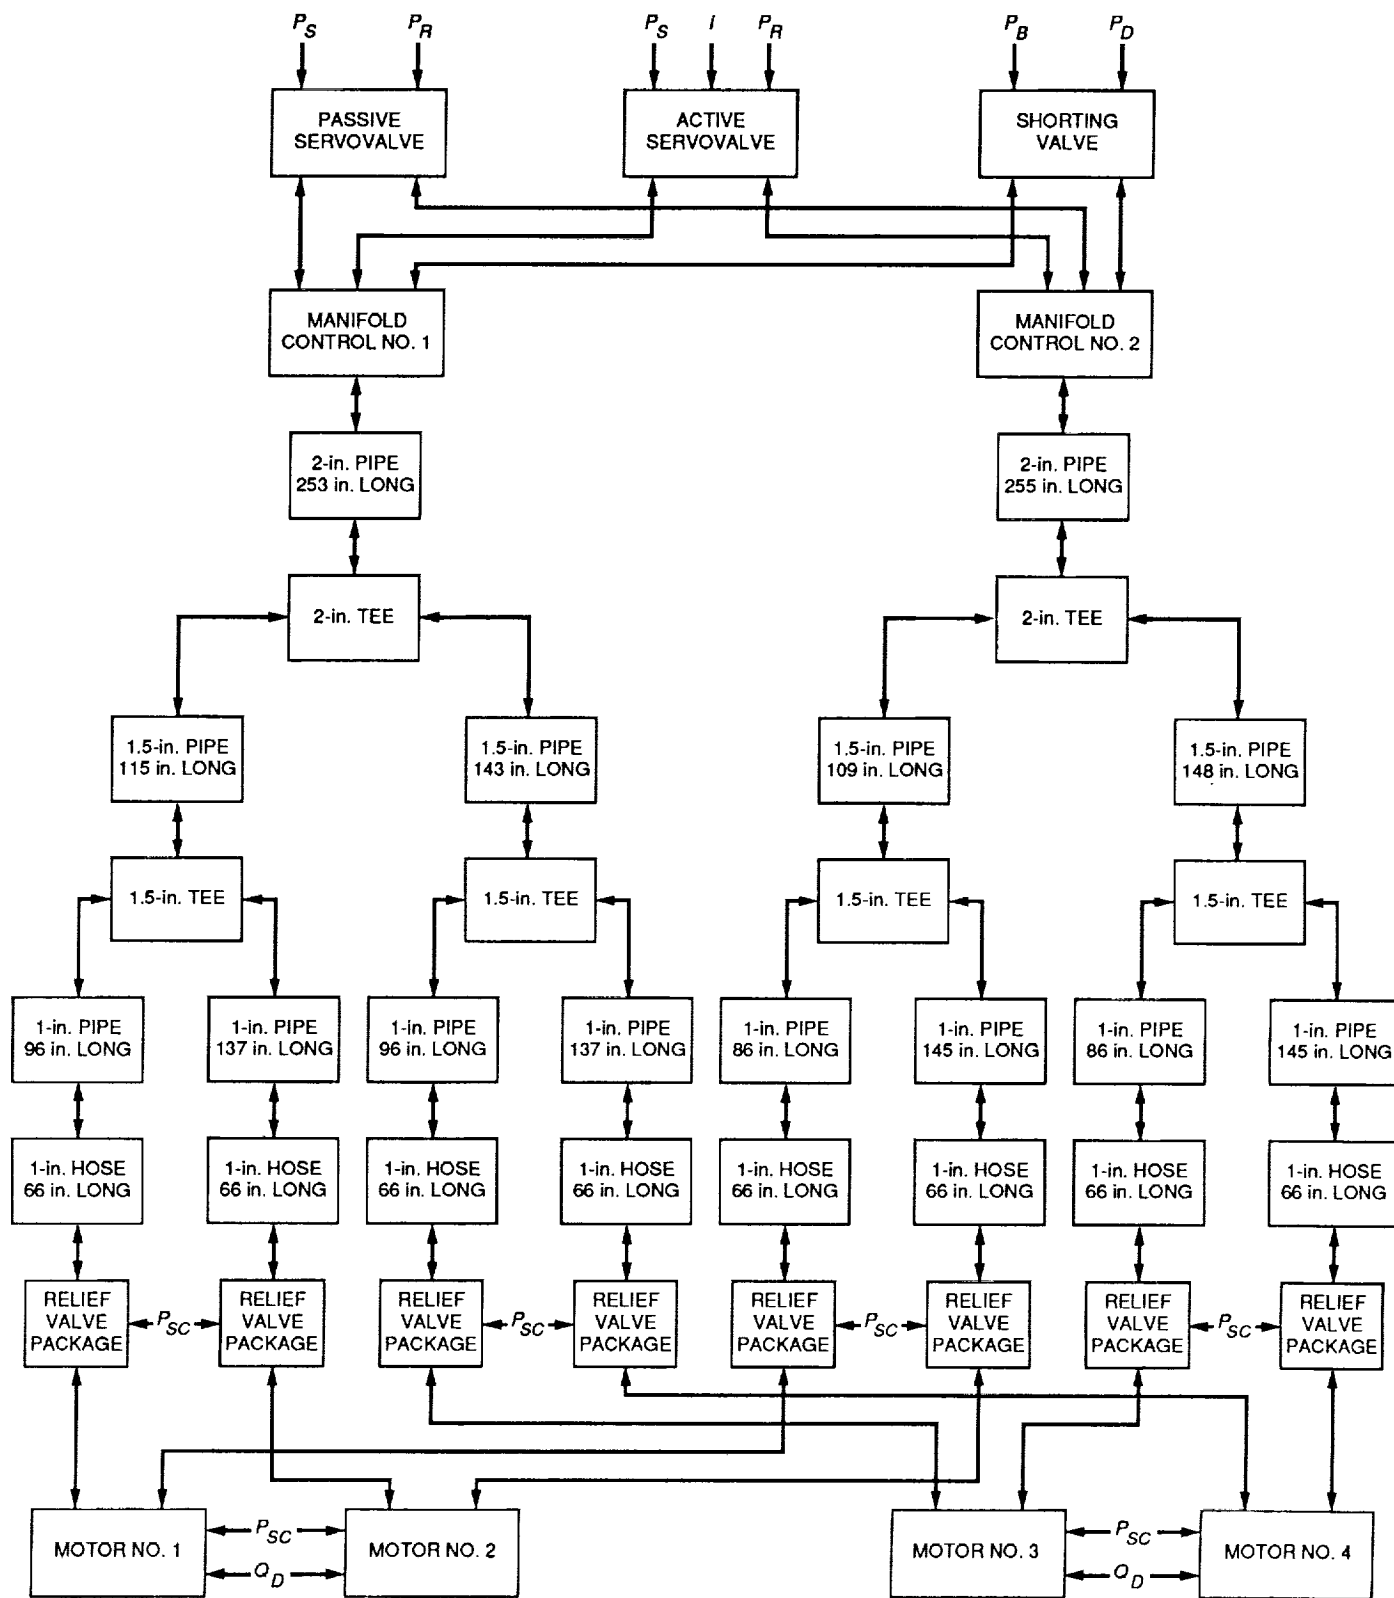 P_S P_R P_S i P_R P_B P_D
PASSIVE
SERVOVALVE
ACTIVE
SERVOVALVE
SHORTING
VALVE
MANIFOLD
CONTROL NO. 1
MANIFOLD
CONTROL NO. 2
2-in. PIPE
253 in. LONG
2-in. PIPE
255 in. LONG
2-in. TEE
2-in. TEE
1.5-in. PIPE
115 in. LONG
1.5-in. PIPE
143 in. LONG
1.5-in. PIPE
109 in. LONG
1.5-in. PIPE
148 in. LONG
1.5-in. TEE
1.5-in. TEE
1.5-in. TEE
1.5-in. TEE
1-in. PIPE
96 in. LONG
1-in. PIPE
137 in. LONG
1-in. PIPE
96 in. LONG
1-in. PIPE
137 in. LONG
1-in. PIPE
86 in. LONG
1-in. PIPE
145 in. LONG
1-in. PIPE
86 in. LONG
1-in. PIPE
145 in. LONG
1-in. HOSE
66 in. LONG
1-in. HOSE
66 in. LONG
1-in. HOSE
66 in. LONG
1-in. HOSE
66 in. LONG
1-in. HOSE
66 in. LONG
1-in. HOSE
66 in. LONG
1-in. HOSE
66 in. LONG
1-in. HOSE
66 in. LONG
RELIEF
VALVE
PACKAGE
P_SC
RELIEF
VALVE
PACKAGE
RELIEF
VALVE
PACKAGE
P_SC
RELIEF
VALVE
PACKAGE
RELIEF
VALVE
PACKAGE
P_SC
RELIEF
VALVE
PACKAGE
RELIEF
VALVE
PACKAGE
P_SC
RELIEF
VALVE
PACKAGE
MOTOR NO. 1
P_SC
Q_D
MOTOR NO. 2
MOTOR NO. 3
P_SC
Q_D
MOTOR NO. 4